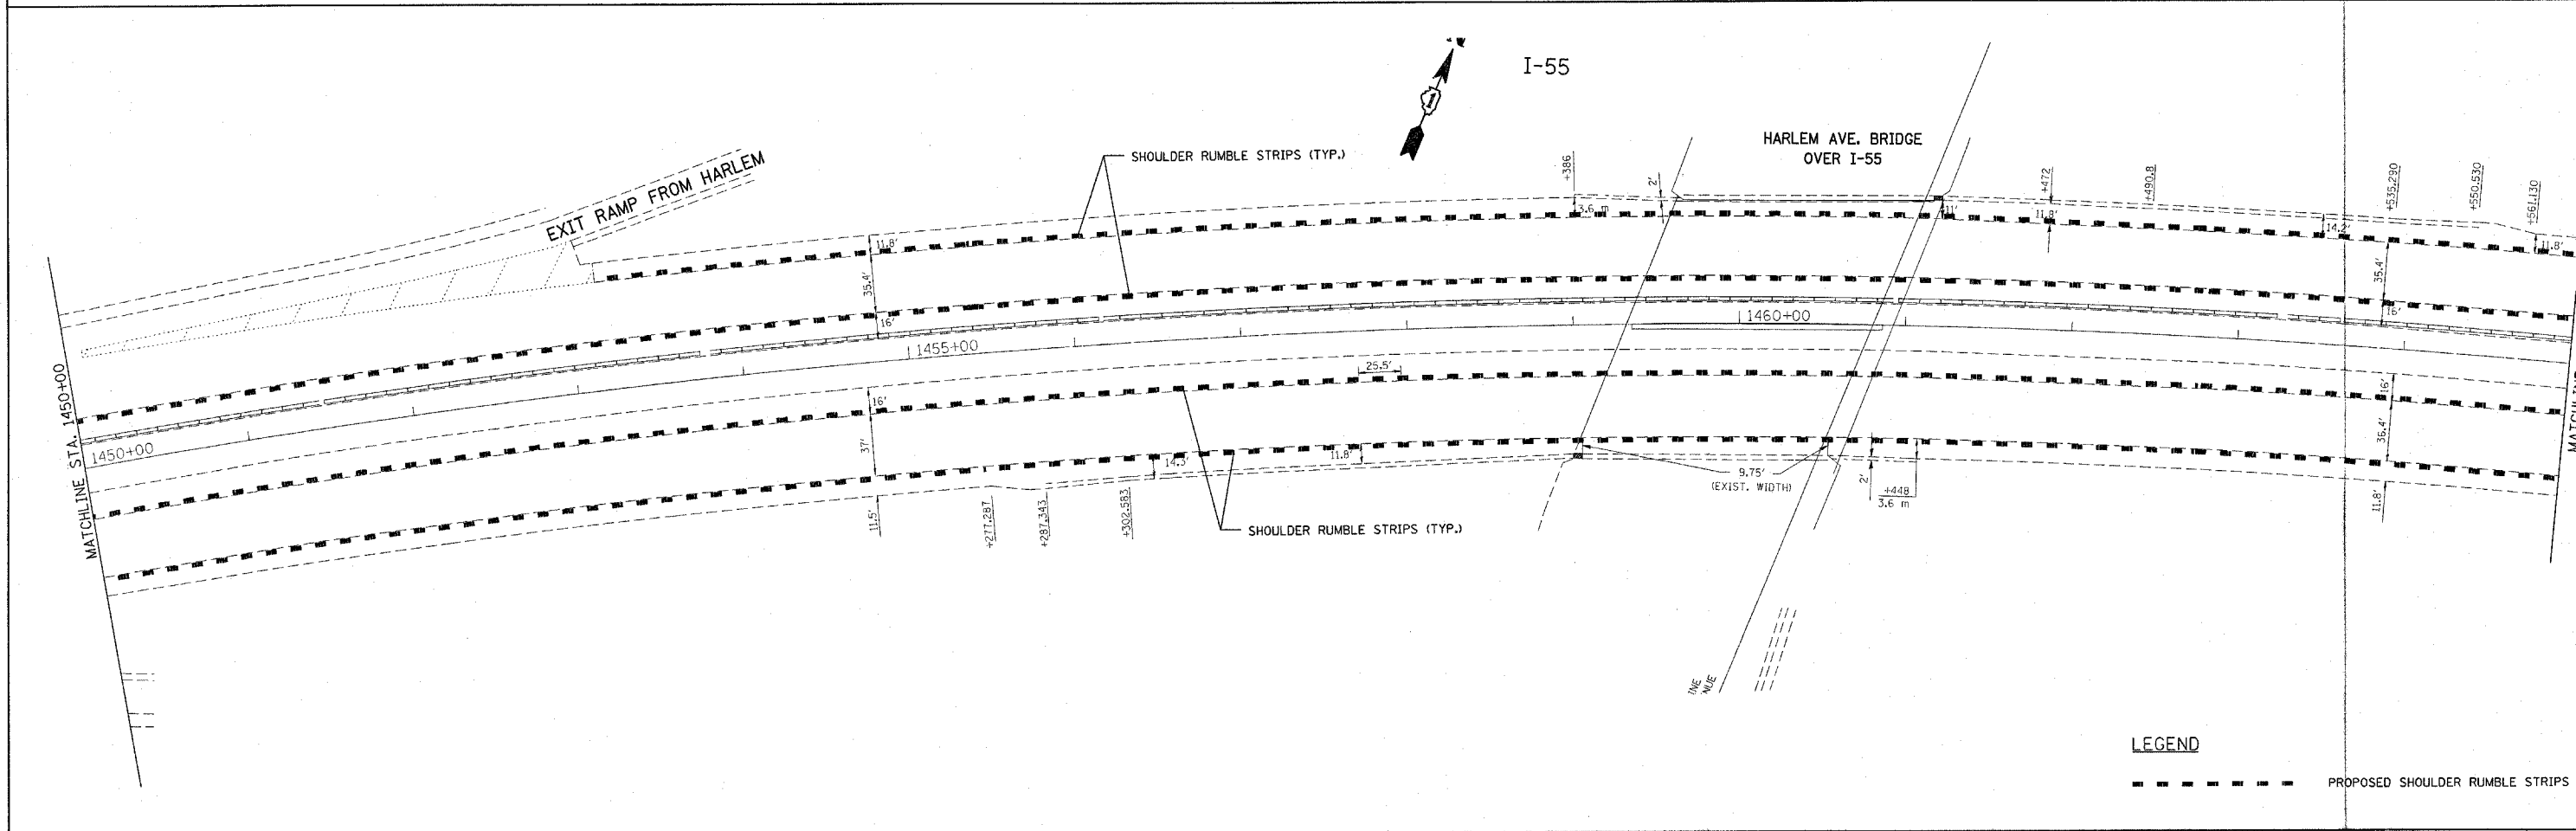 I-55
HARLEM AVE. BRIDGE
OVER I-55
SHOULDER RUMBLE STRIPS (TYP.)
EXIT RAMP FROM HARLEM
+386
2'
+472
+490.8
+535.290
+550.530
+561.130
3.6 m
11'
11.8'
14.2'
11.8'
11.8'
35.4'
16'
35.4'
16'
1460+00
1455+00
MATCHLINE STA. 1450+00
1450+00
25.5'
16'
37'
16'
36.4'
14.3'
11.8'
9.75'
(EXIST. WIDTH)
2'
+448
3.6 m
11.8'
11.5'
+277.287
+287.343
+302.583
SHOULDER RUMBLE STRIPS (TYP.)
LEGEND
PROPOSED SHOULDER RUMBLE STRIPS